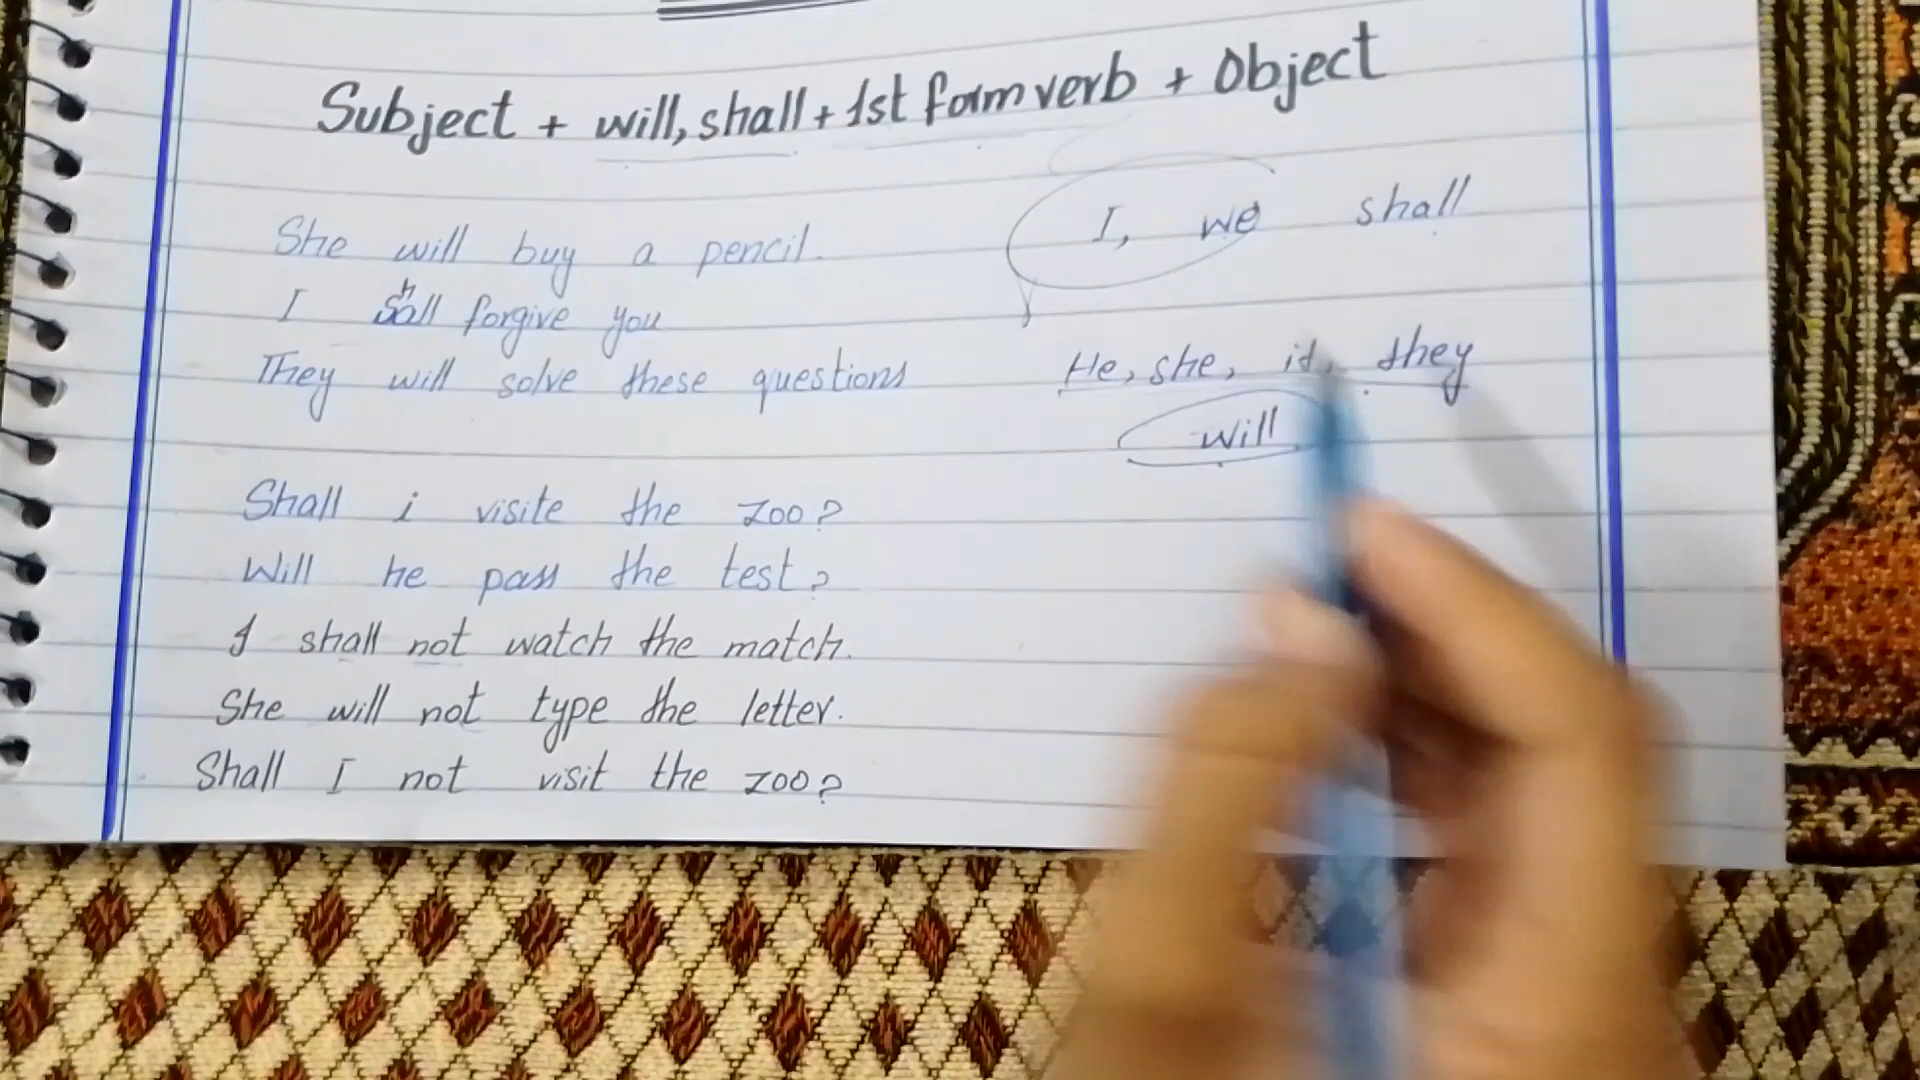 Subject + will, shall + 1st form verb + Object
She will buy a pencil.
I shall forgive you
They will solve these questions
I, we shall
He, she, it, they
will
Shall i visite the zoo?
Will he pass the test?
I shall not watch the match.
She will not type the letter.
Shall I not visit the zoo?